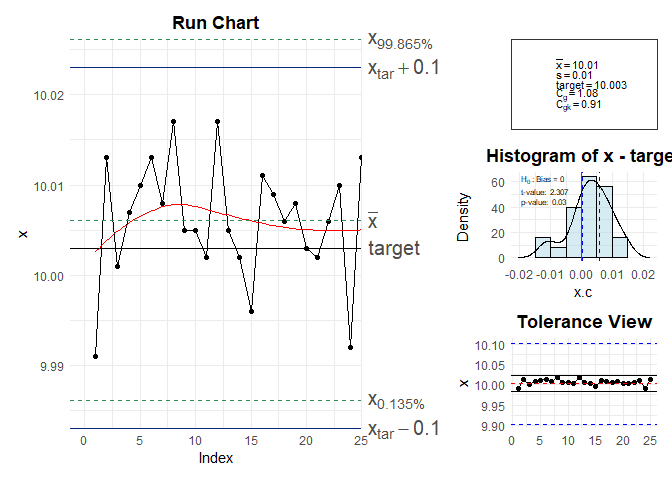 Run Chart
x99.865%
xtar+0.1
10.02
10.01
10.00
9.99
x
x̅
target
x0.135%
xtar−0.1
0 5 10 15 20 25
Index
x̅=10.01
s=0.01
target=10.003
Cg=1.08
Cgk=0.91
Histogram of x - targe
H0 : Bias = 0
t-value: 2.307
p-value: 0.03
Density
60
40
20
0
-0.02 -0.01 0.00 0.01 0.02
x.c
Tolerance View
10.10
10.05
10.00
9.95
9.90
x
0 5 10 15 20 25